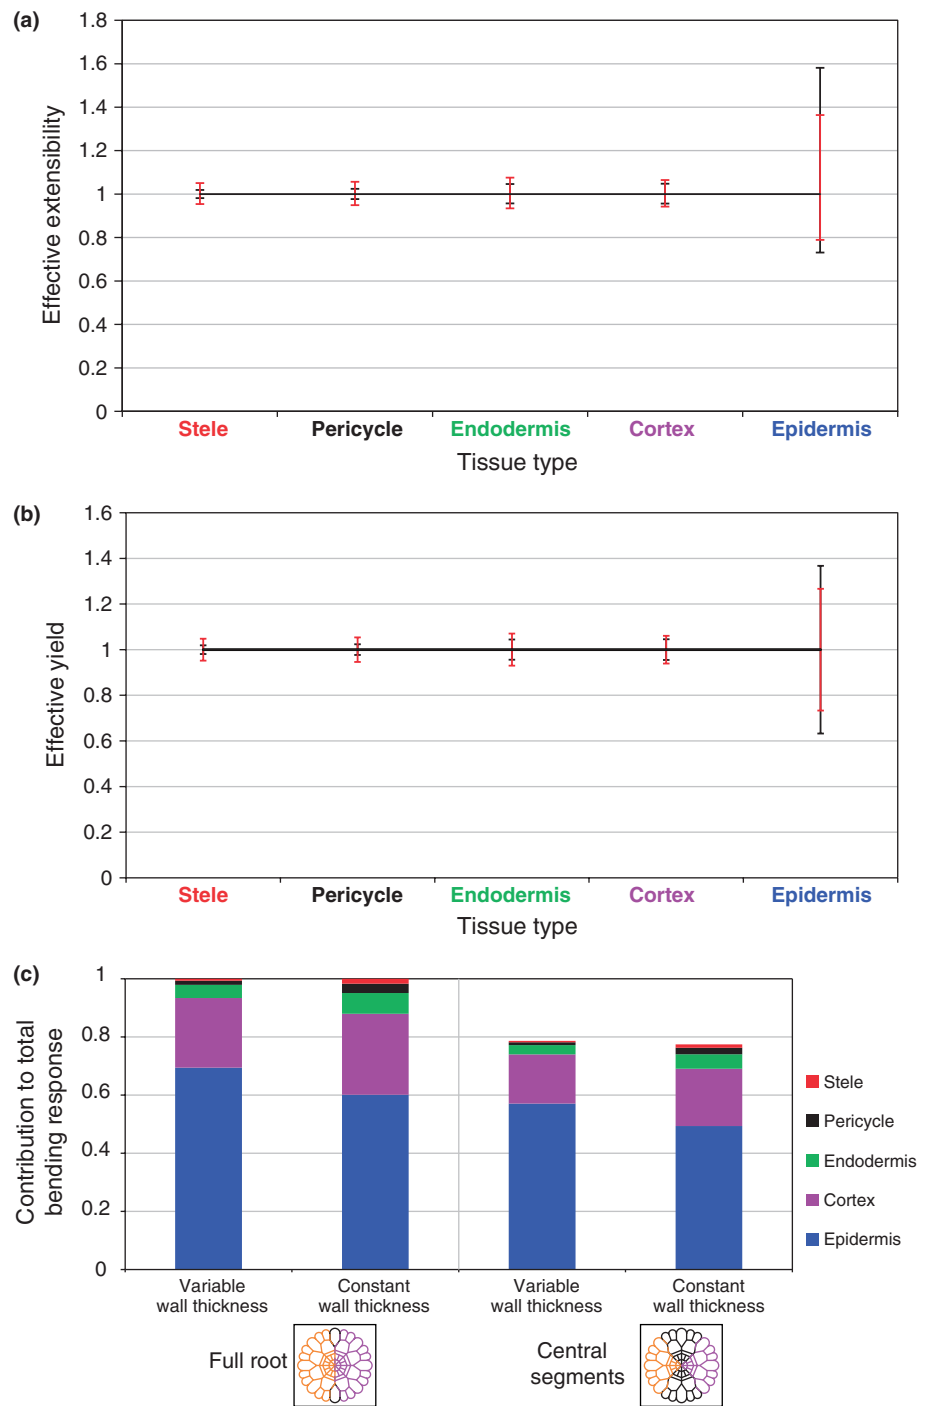 (a)
1.8
1.6
1.4
1.2
1
0.8
0.6
0.4
0.2
0
Effective extensibility
Stele Pericycle Endodermis Cortex Epidermis
Tissue type
(b)
1.6
1.4
1.2
1
0.8
0.6
0.4
0.2
0
Effective yield
Stele Pericycle Endodermis Cortex Epidermis
Tissue type
(c)
1
0.8
0.6
0.4
0.2
0
Contribution to total
bending response
Stele
Pericycle
Endodermis
Cortex
Epidermis
Variable Constant Variable Constant
wall thickness wall thickness wall thickness wall thickness
Full root
Central
segments